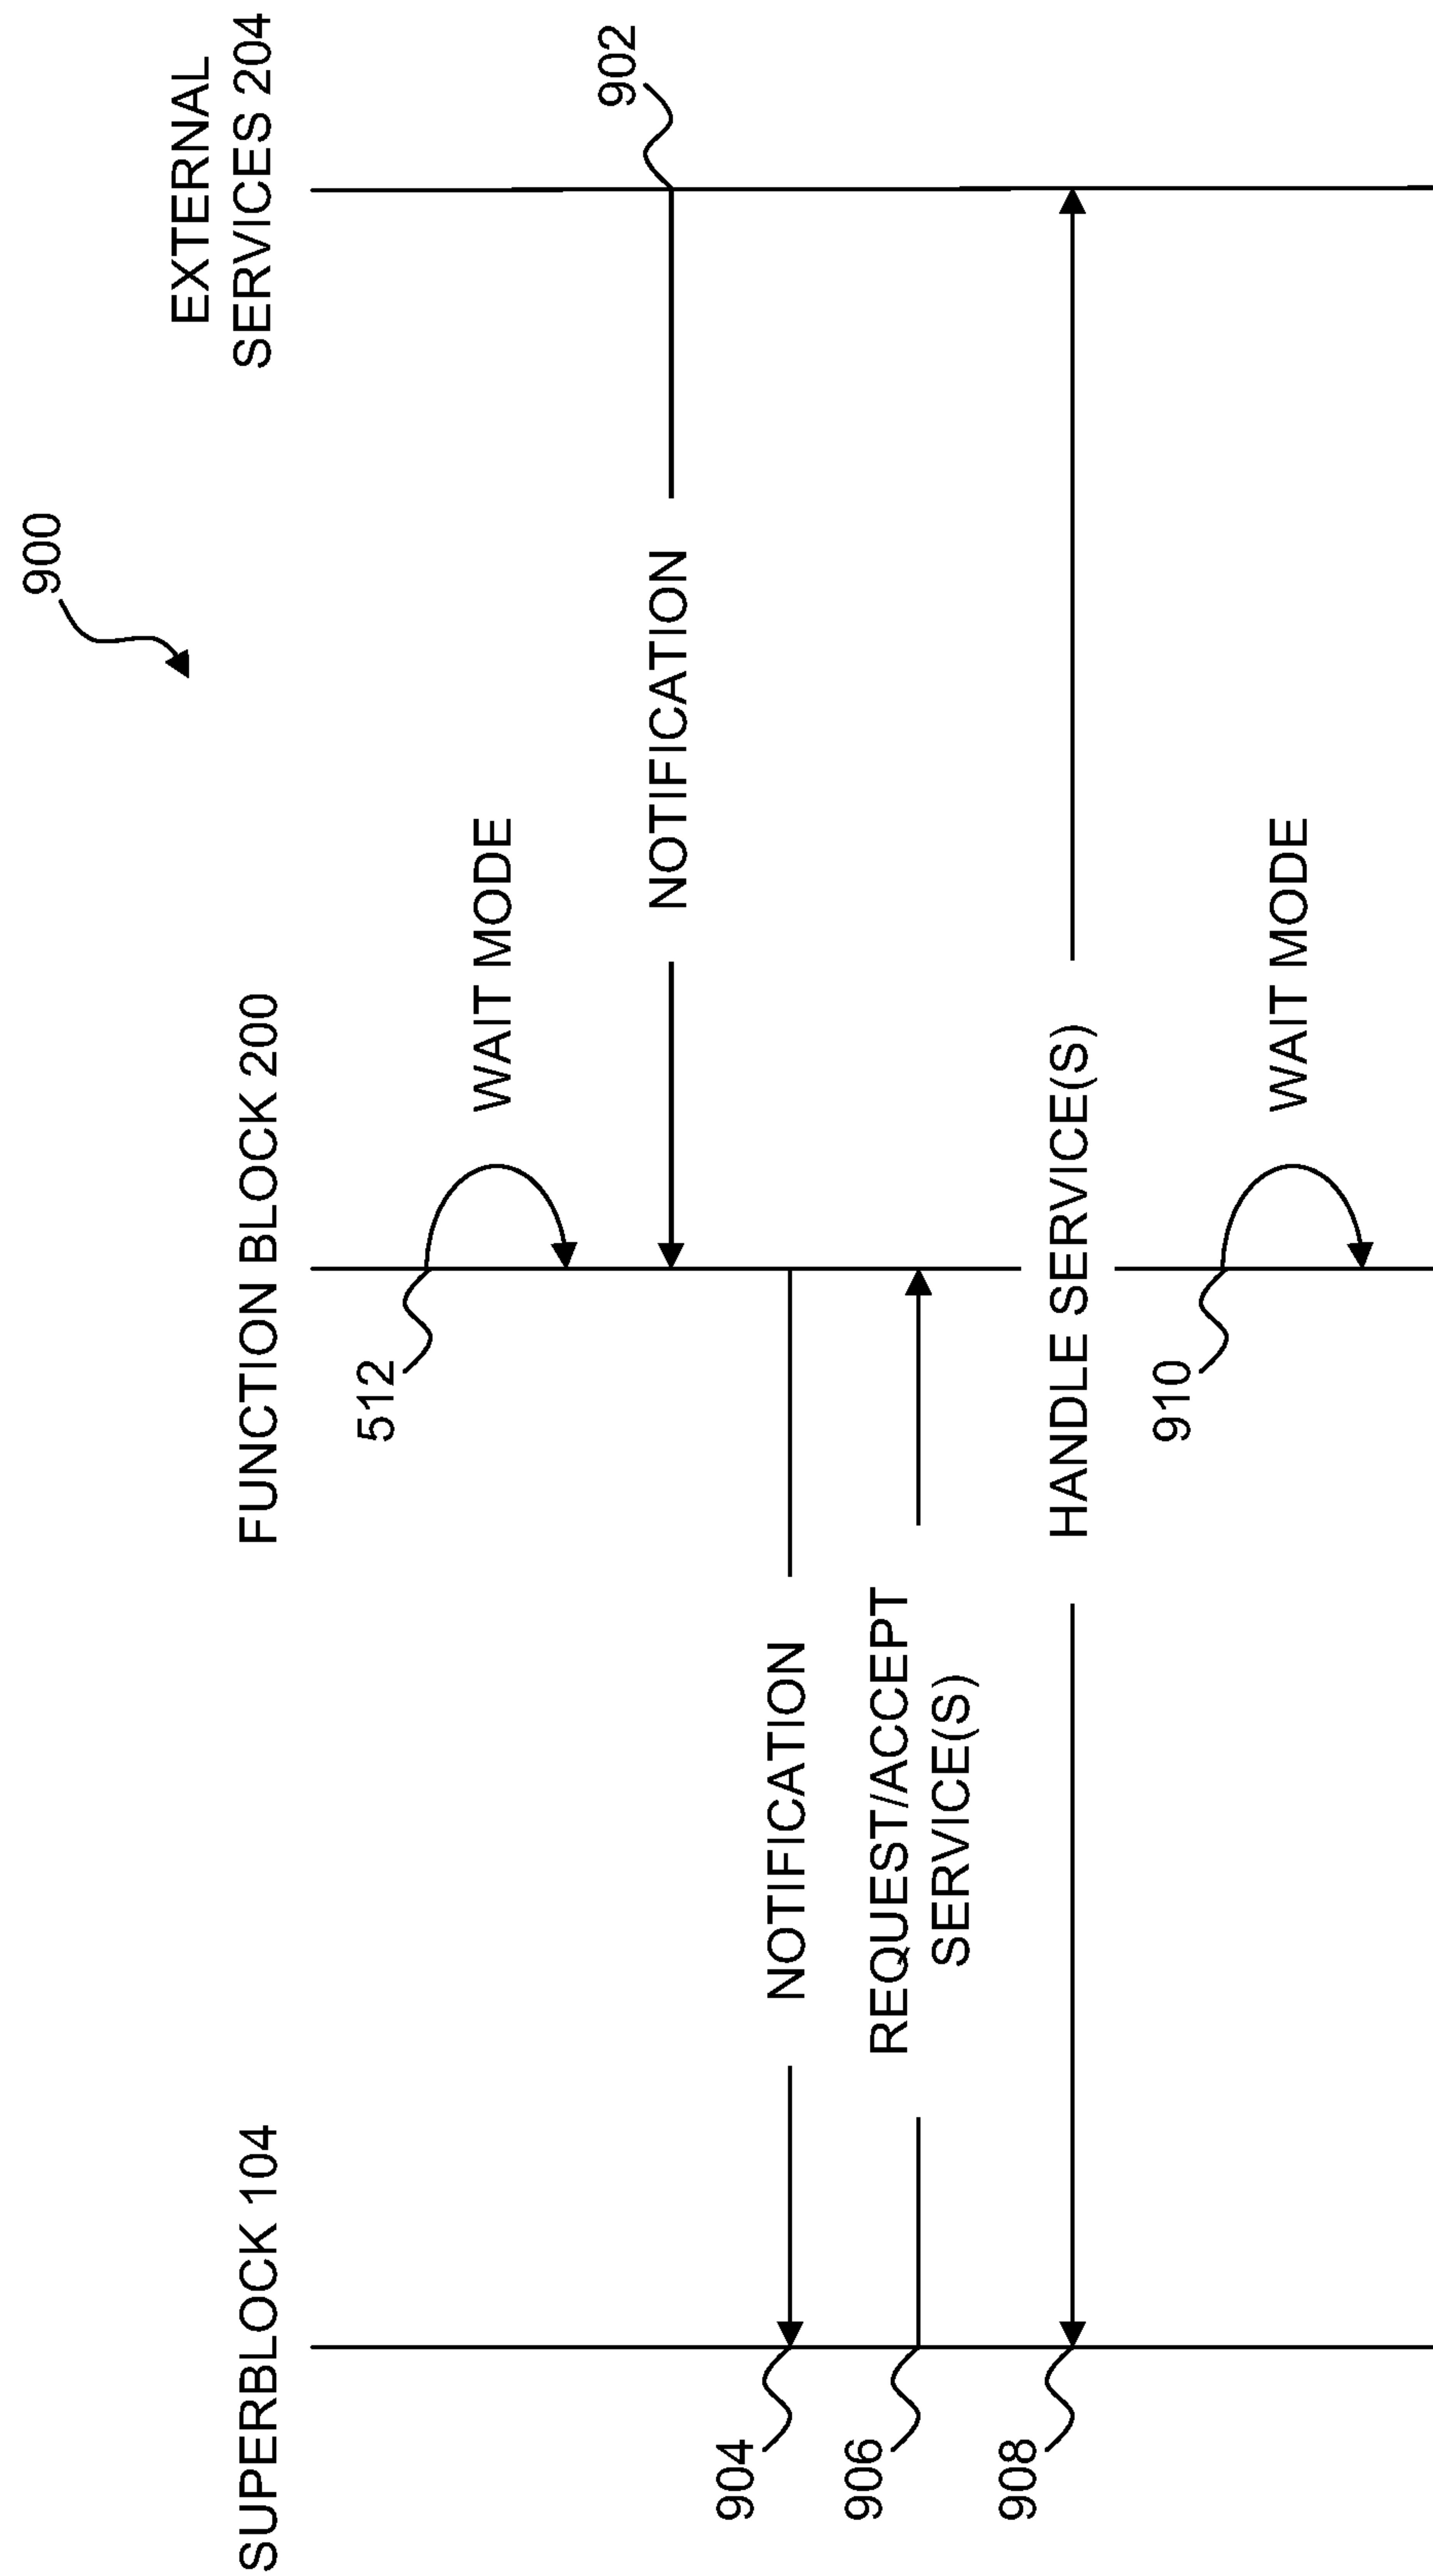 900
SUPERBLOCK 104
FUNCTION BLOCK 200
EXTERNAL
SERVICES 204
512
WAIT MODE
902
NOTIFICATION
904
NOTIFICATION
906
REQUEST/ACCEPT
SERVICE(S)
908
HANDLE SERVICE(S)
910
WAIT MODE